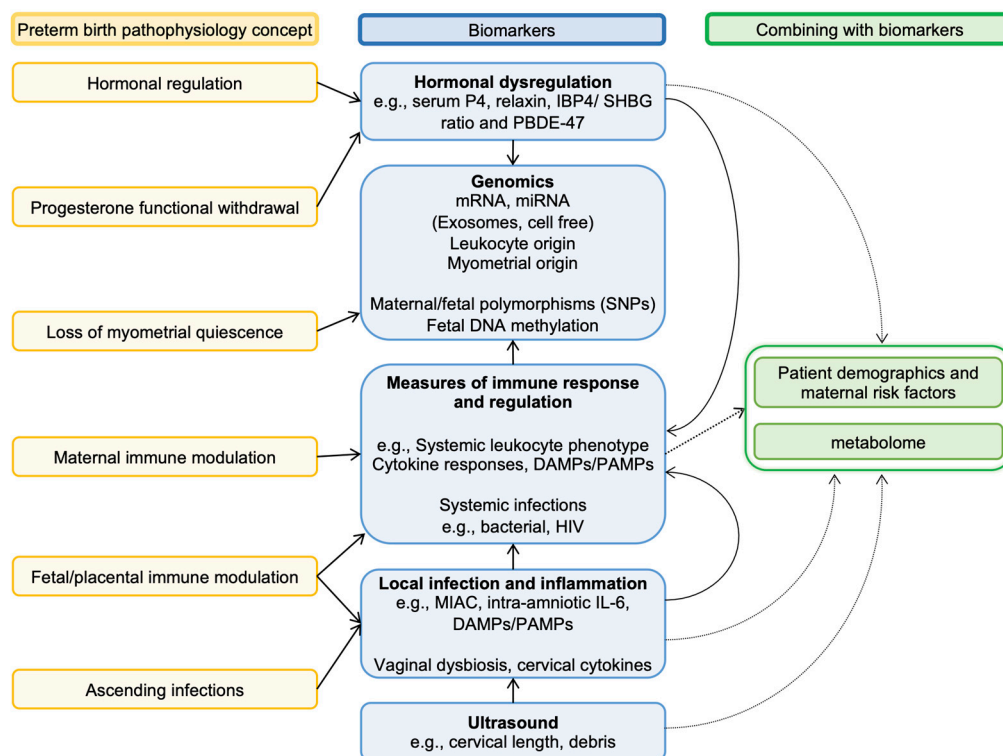 Preterm birth pathophysiology concept
Biomarkers
Combining with biomarkers
Hormonal regulation
Progesterone functional withdrawal
Loss of myometrial quiescence
Maternal immune modulation
Fetal/placental immune modulation
Ascending infections
Hormonal dysregulation
e.g., serum P4, relaxin, IBP4/ SHBG
ratio and PBDE-47
Genomics
mRNA, miRNA
(Exosomes, cell free)
Leukocyte origin
Myometrial origin
Maternal/fetal polymorphisms (SNPs)
Fetal DNA methylation
Measures of immune response
and regulation
e.g., Systemic leukocyte phenotype
Cytokine responses, DAMPs/PAMPs
Systemic infections
e.g., bacterial, HIV
Local infection and inflammation
e.g., MIAC, intra-amniotic IL-6,
DAMPs/PAMPs
Vaginal dysbiosis, cervical cytokines
Ultrasound
e.g., cervical length, debris
Patient demographics and
maternal risk factors
metabolome